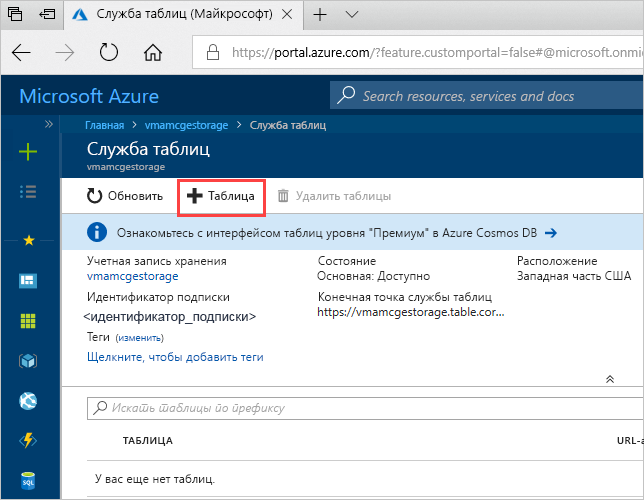 Служба таблиц (Майкрософт)
https://portal.azure.com/?feature.customportal=false#@microsoft.onmic
Microsoft Azure
Search resources, services and docs
Главная > vmamcgestorage > Служба таблиц
Служба таблиц
vmamcgestorage
Обновить
Таблица
Удалить таблицы
Ознакомьтесь с интерфейсом таблиц уровня "Премиум" в Azure Cosmos DB →
Учетная запись хранения
vmamcgestorage
Идентификатор подписки
<идентификатор_подписки>
Теги (изменить)
Щелкните, чтобы добавить теги
Состояние
Основная: Доступно
Конечная точка службы таблиц
https://vmamcgestorage.table.cor...
Расположение
Западная часть США
Искать таблицы по префиксу
ТАБЛИЦА
URL-а
У вас еще нет таблиц.
SQL